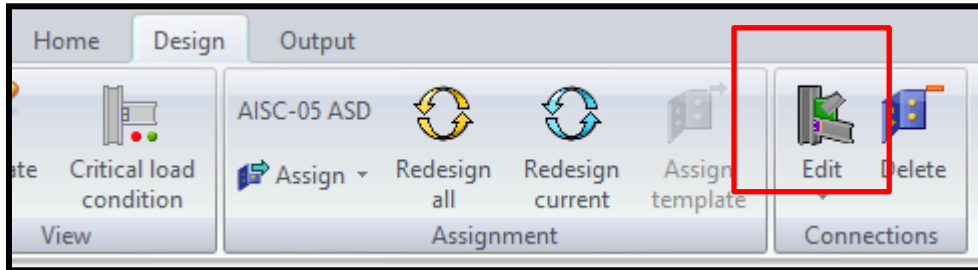 Home Design Output
Critical load
condition
View
AISC-05 ASD
Assign
Redesign
all
Redesign
current
Assign
template
Assignment
Edit
Delete
Connections